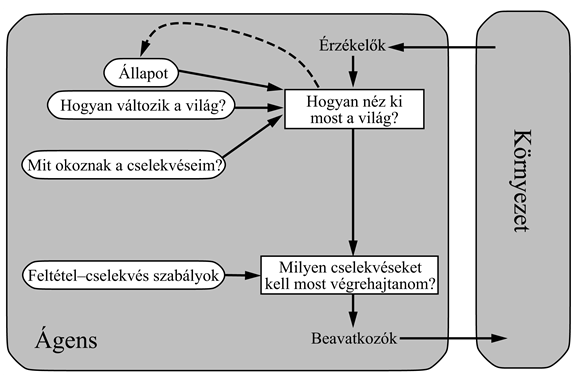 Érzékelők
Állapot
Hogyan változik a világ?
Hogyan néz ki
most a világ?
Mit okoznak a cselekvéseim?
Környezet
Feltétel–cselekvés szabályok
Milyen cselekvéseket
kell most végrehajtanom?
Beavatkozók
Ágens